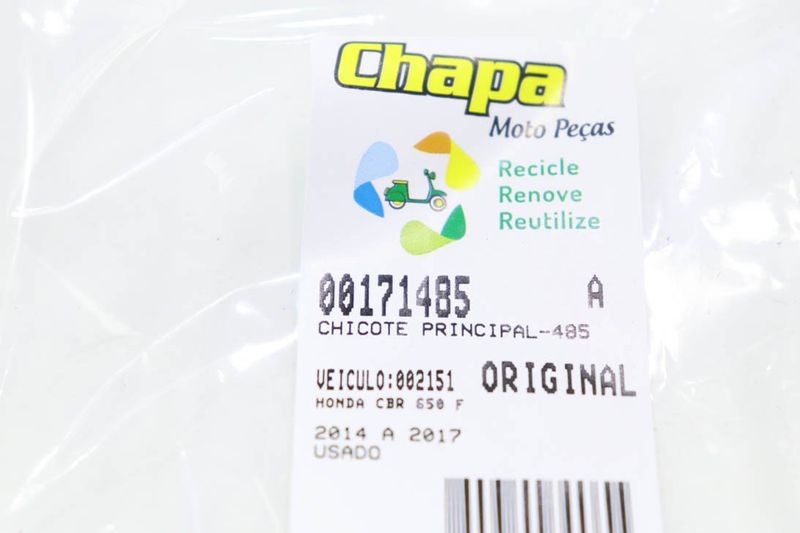 Chapa
Moto Peças
Recicle
Renove
Reutilize
00171485 A
CHICOTE PRINCIPAL-485
VEICULO:002151 ORIGINAL
HONDA CBR 650 F
2014 A 2017
USADO